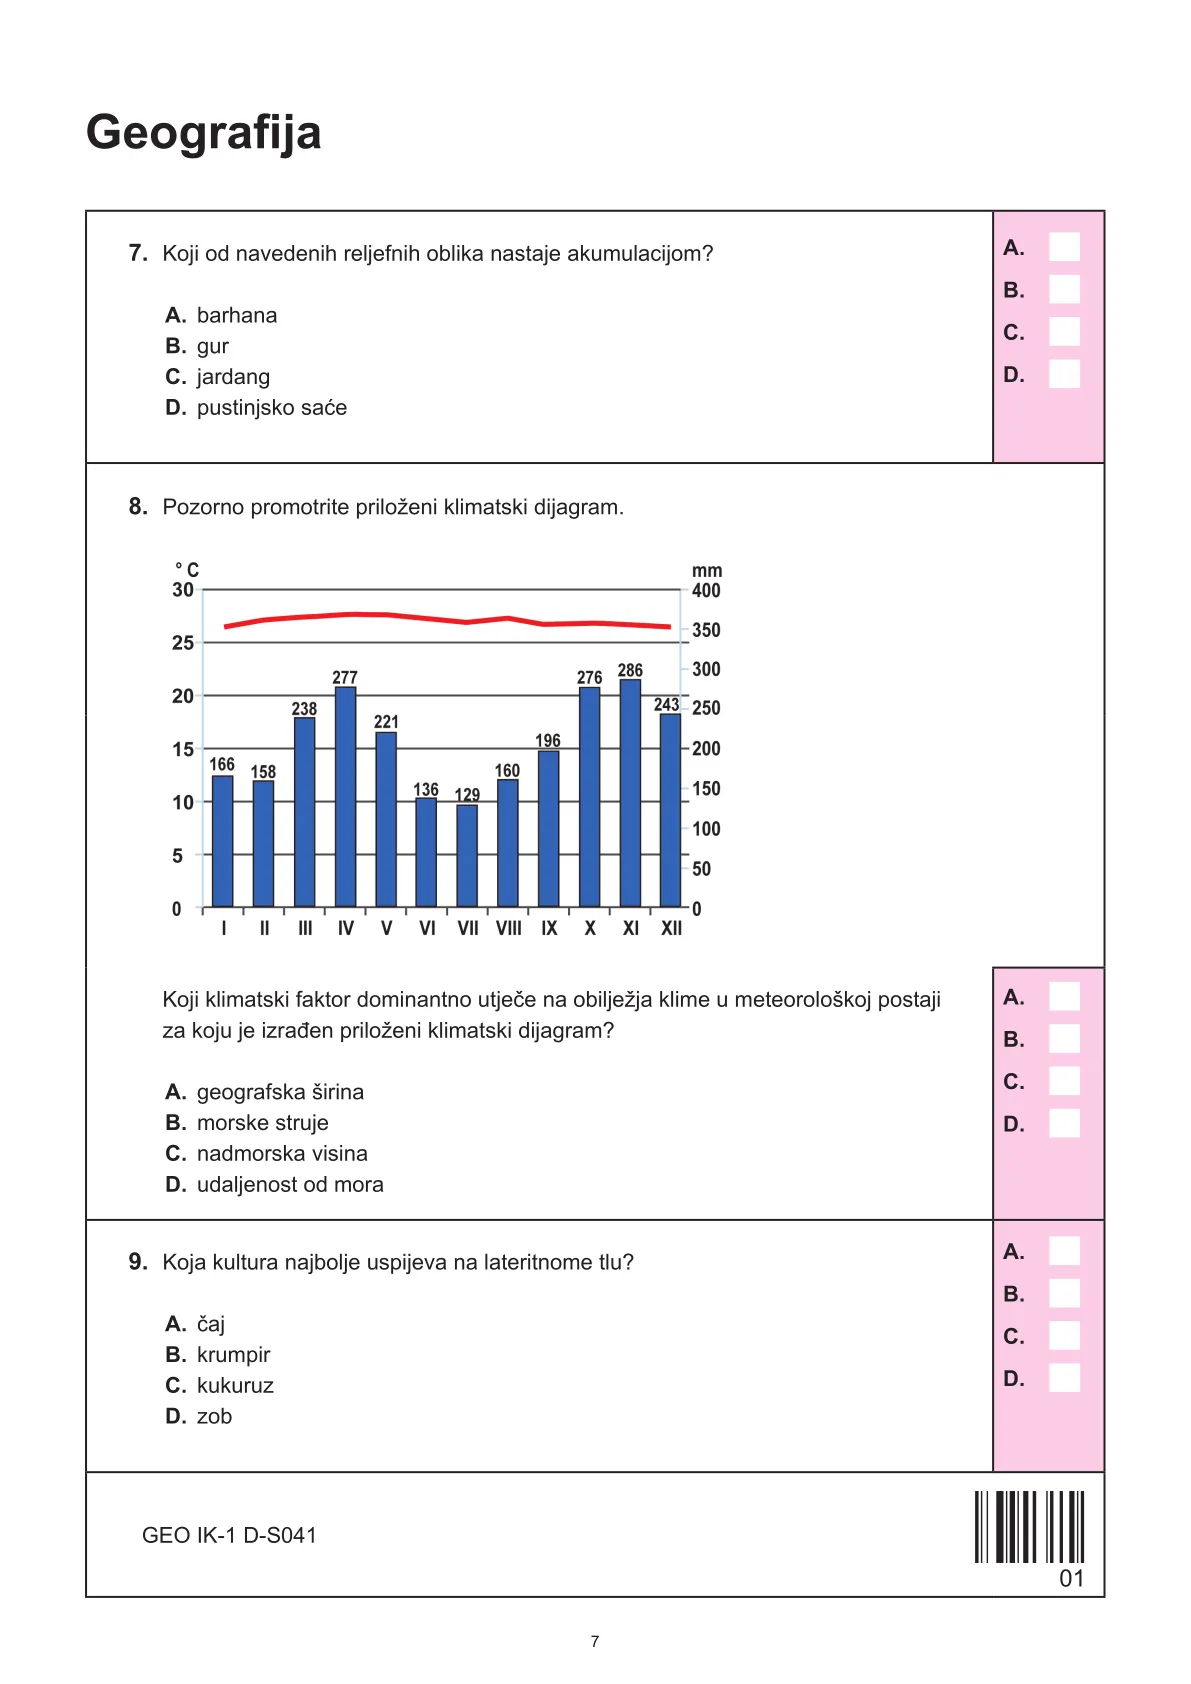 Geografija
7. Koji od navedenih reljefnih oblika nastaje akumulacijom?
A. barhana
B. gur
C. jardang
D. pustinjsko saće
A.
B.
C.
D.
8. Pozorno promotrite priloženi klimatski dijagram.
° C
mm
30
25
20
15
10
5
0
400
350
300
250
200
150
100
50
0
166
158
238
277
221
136
129
160
196
276
286
243
I II III IV V VI VII VIII IX X XI XII
Koji klimatski faktor dominantno utječe na obilježja klime u meteorološkoj postaji
za koju je izrađen priloženi klimatski dijagram?
A. geografska širina
B. morske struje
C. nadmorska visina
D. udaljenost od mora
A.
B.
C.
D.
9. Koja kultura najbolje uspijeva na lateritnome tlu?
A. čaj
B. krumpir
C. kukuruz
D. zob
A.
B.
C.
D.
GEO IK-1 D-S041
01
7